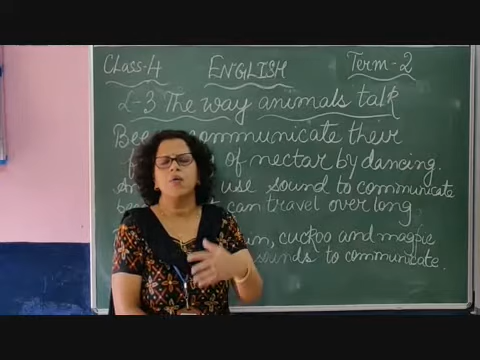 Class-4 ENGLISH Term-2
L-3 The way animals talk
Bees communicate their
of nectar by dancing.
use sound to communicate
can travel over long
cuckoo and magpie
sounds to communicate.